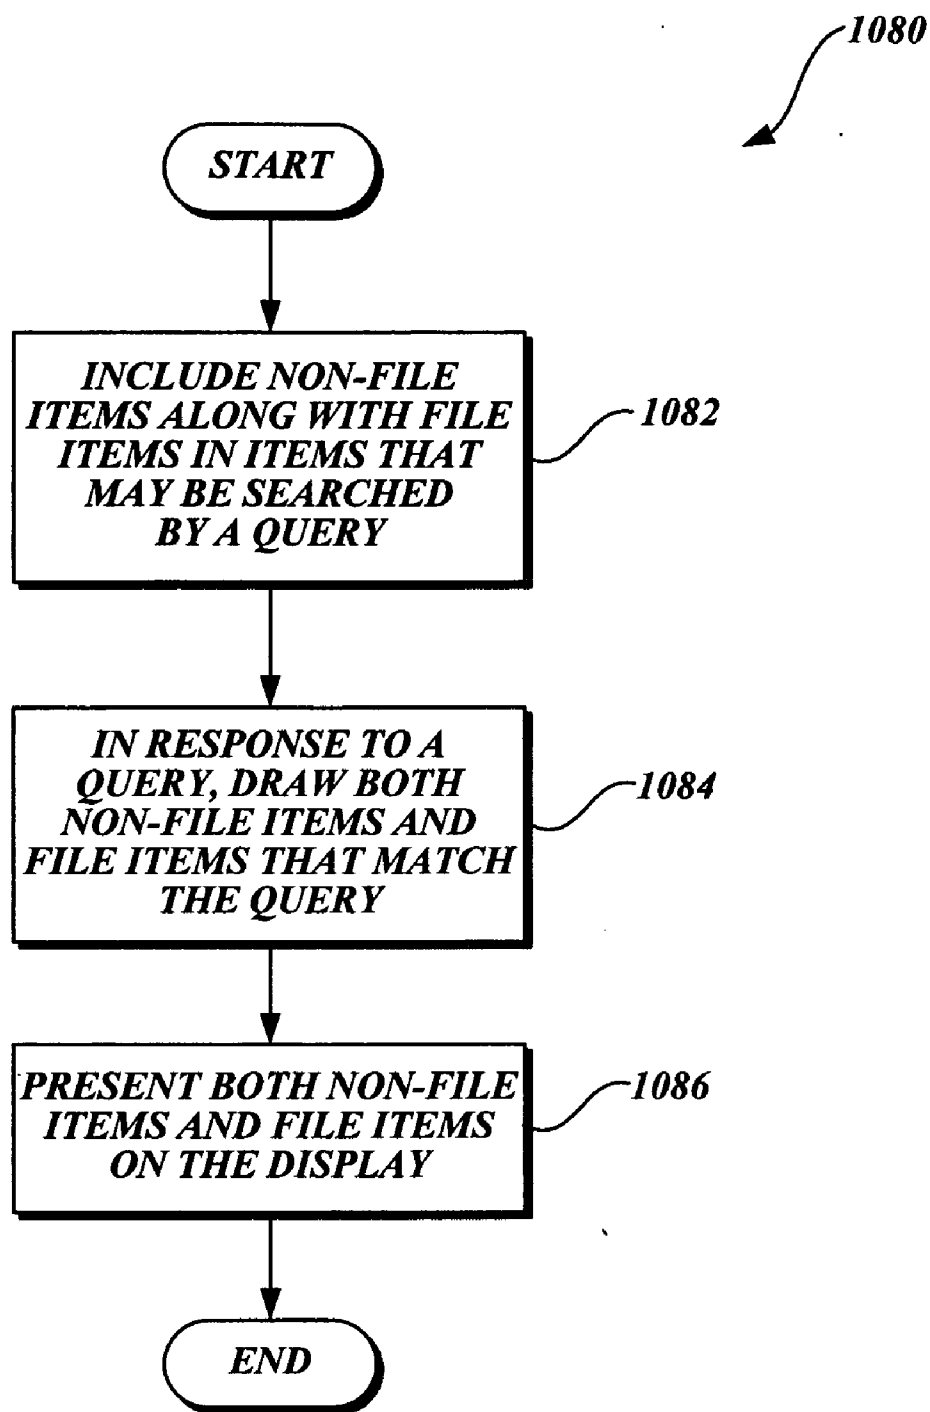 1080
START
INCLUDE NON-FILE
ITEMS ALONG WITH FILE
ITEMS IN ITEMS THAT
MAY BE SEARCHED
BY A QUERY
1082
IN RESPONSE TO A
QUERY, DRAW BOTH
NON-FILE ITEMS AND
FILE ITEMS THAT MATCH
THE QUERY
1084
PRESENT BOTH NON-FILE
ITEMS AND FILE ITEMS
ON THE DISPLAY
1086
END